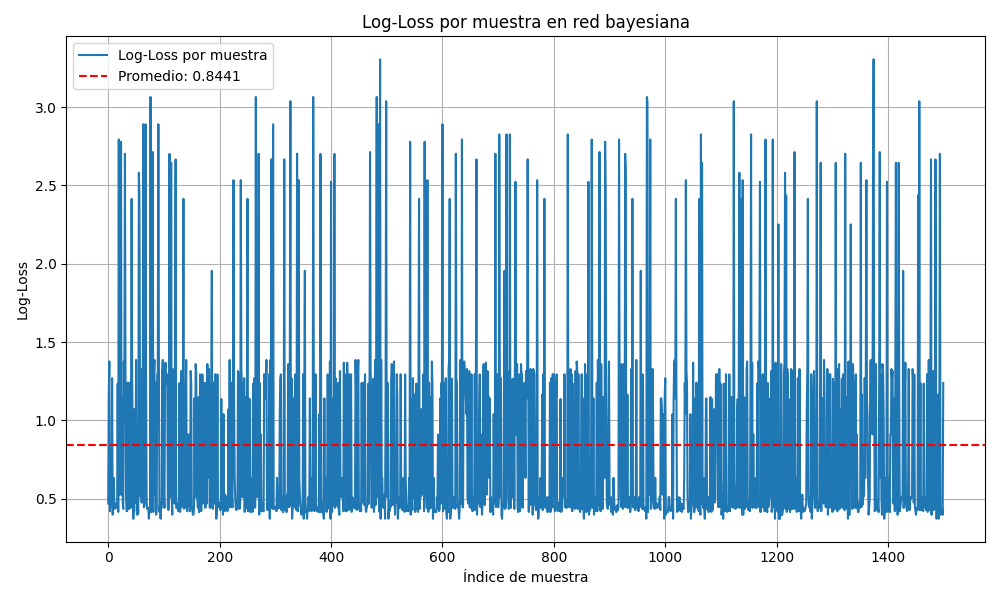 Log-Loss por muestra en red bayesiana
Log-Loss por muestra
Promedio: 0.8441
Log-Loss
3.0
2.5
2.0
1.5
1.0
0.5
0 200 400 600 800 1000 1200 1400
Índice de muestra